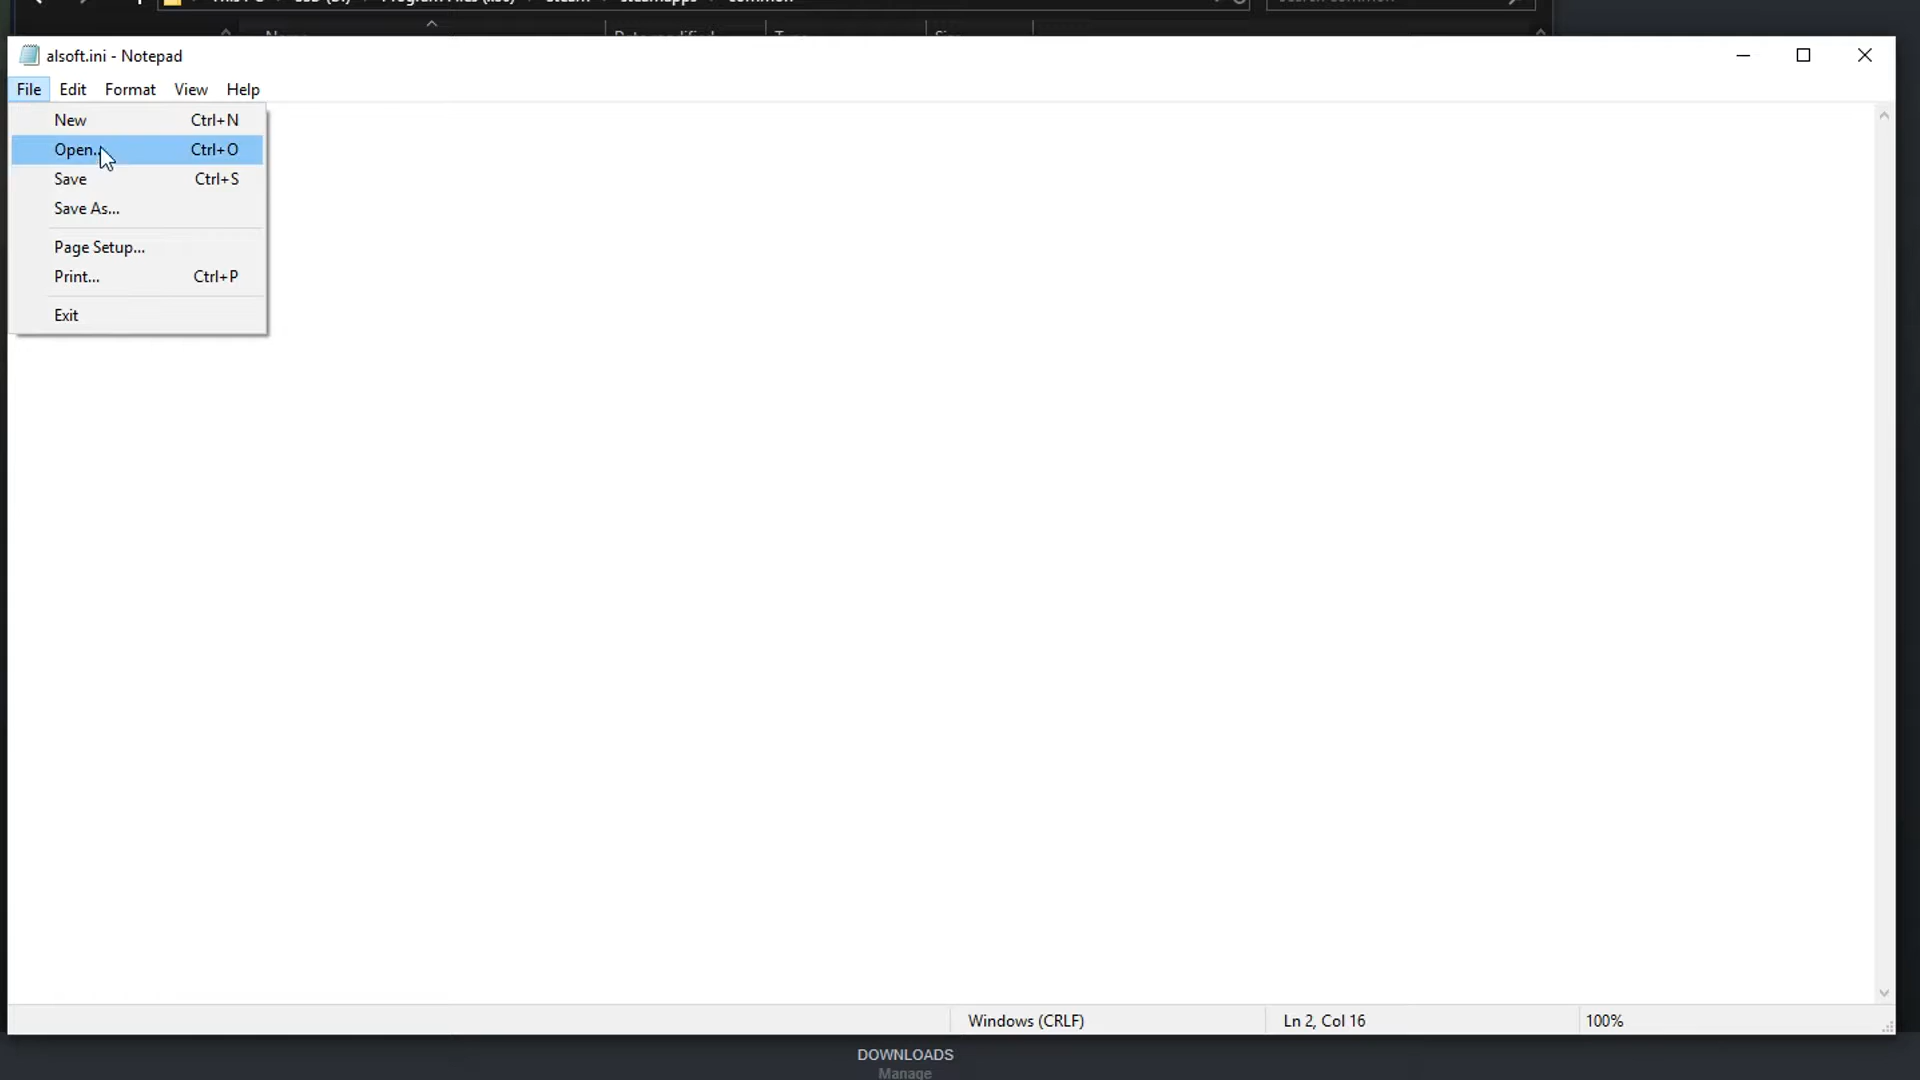 alsoft.ini - Notepad
File Edit Format View Help
New Ctrl+N
Open... Ctrl+O
Save Ctrl+S
Save As...
Page Setup...
Print... Ctrl+P
Exit
Windows (CRLF) Ln 2, Col 16 100%
DOWNLOADS
Manage